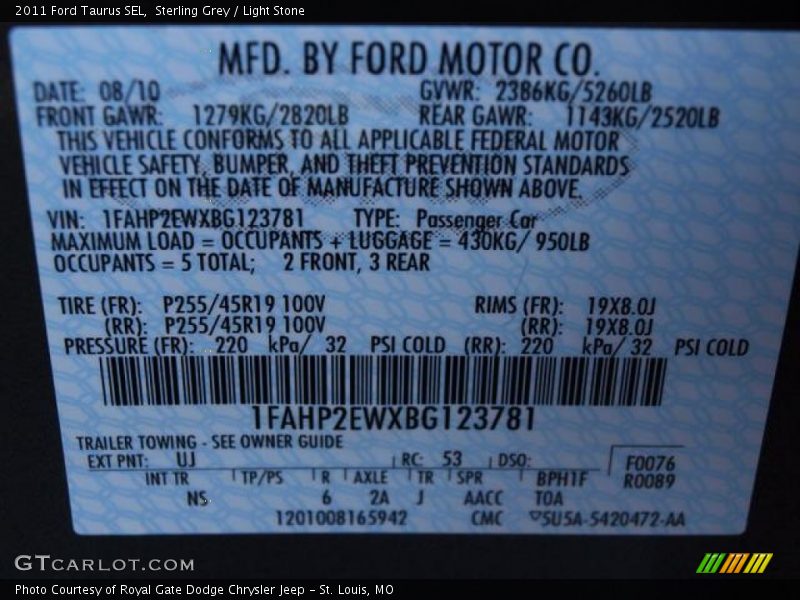 2011 Ford Taurus SEL,  Sterling Grey / Light Stone
MFD. BY FORD MOTOR CO.
DATE: 08/10 GVWR: 2386KG/5260LB
FRONT GAWR: 1279KG/2820LB REAR GAWR: 1143KG/2520LB
THIS VEHICLE CONFORMS TO ALL APPLICABLE FEDERAL MOTOR
VEHICLE SAFETY, BUMPER, AND THEFT PREVENTION STANDARDS
IN EFFECT ON THE DATE OF MANUFACTURE SHOWN ABOVE.
VIN: 1FAHP2EWXBG123781 TYPE: Passenger Car
MAXIMUM LOAD = OCCUPANTS + LUGGAGE = 430KG/ 950LB
OCCUPANTS = 5 TOTAL; 2 FRONT, 3 REAR
TIRE (FR): P255/45R19 100V RIMS (FR): 19X8.0J
(RR): P255/45R19 100V (RR): 19X8.0J
PRESSURE (FR): 220 kPa/ 32 PSI COLD (RR): 220 kPa/ 32 PSI COLD
1FAHP2EWXBG123781
TRAILER TOWING - SEE OWNER GUIDE
EXT PNT: UJ RC: 53 DSO: F0076
INT TR TP/PS R AXLE TR SPR BPH1F R0089
NS 6 2A J AACC TOA
1201008165942 CMC 5U5A-5420472-AA
GTCARLOT.COM
Photo Courtesy of Royal Gate Dodge Chrysler Jeep - St. Louis, MO